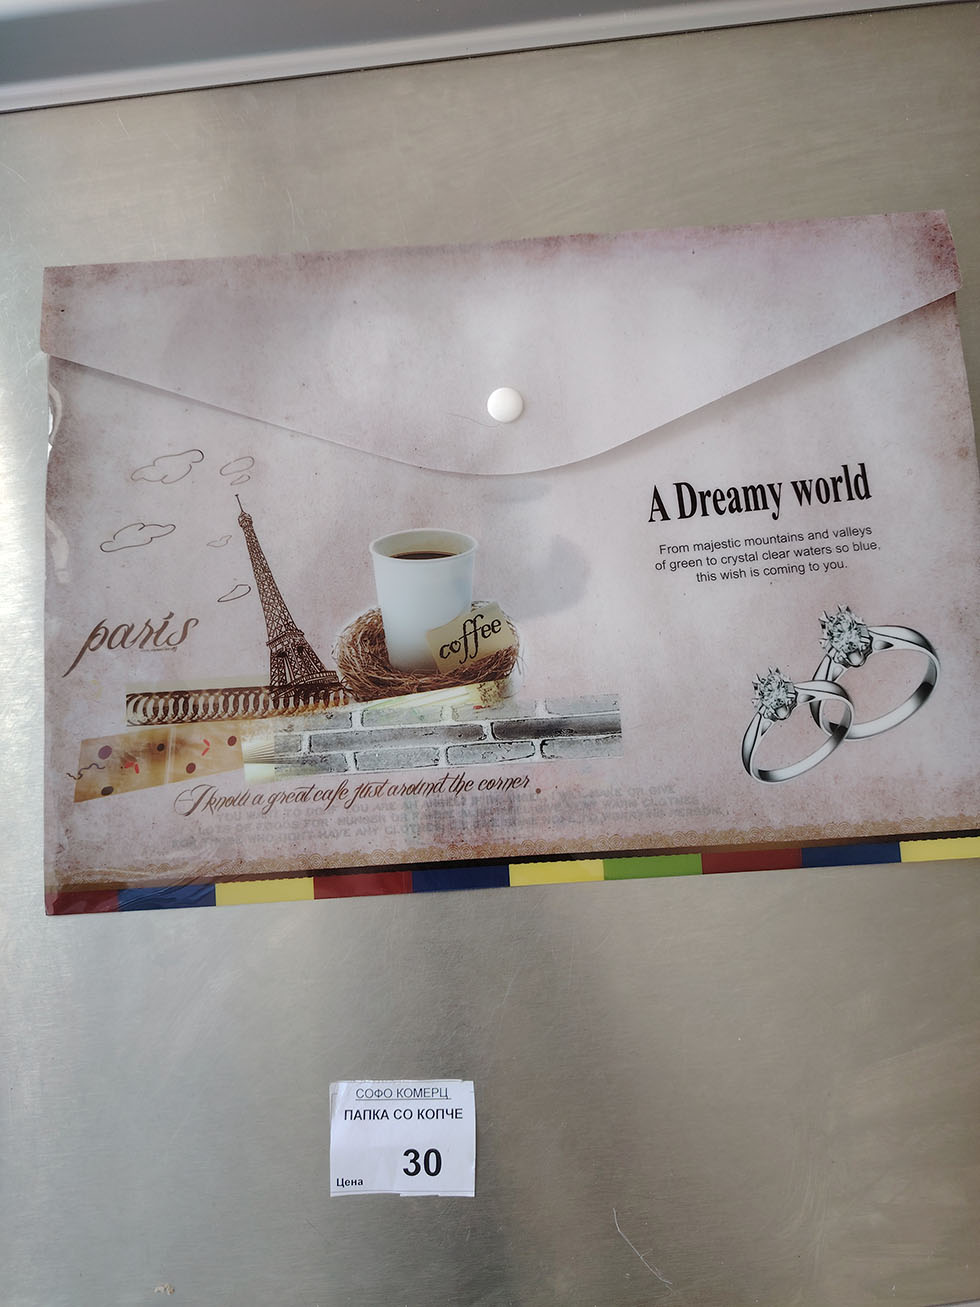 A Dreamy world
From majestic mountains and valleys
of green to crystal clear waters so blue,
this wish is coming to you.
paris
coffee
I know a great cafe just around the corner.
СОФО КОМЕРЦ
ПАПКА СО КОПЧЕ
30
Цена